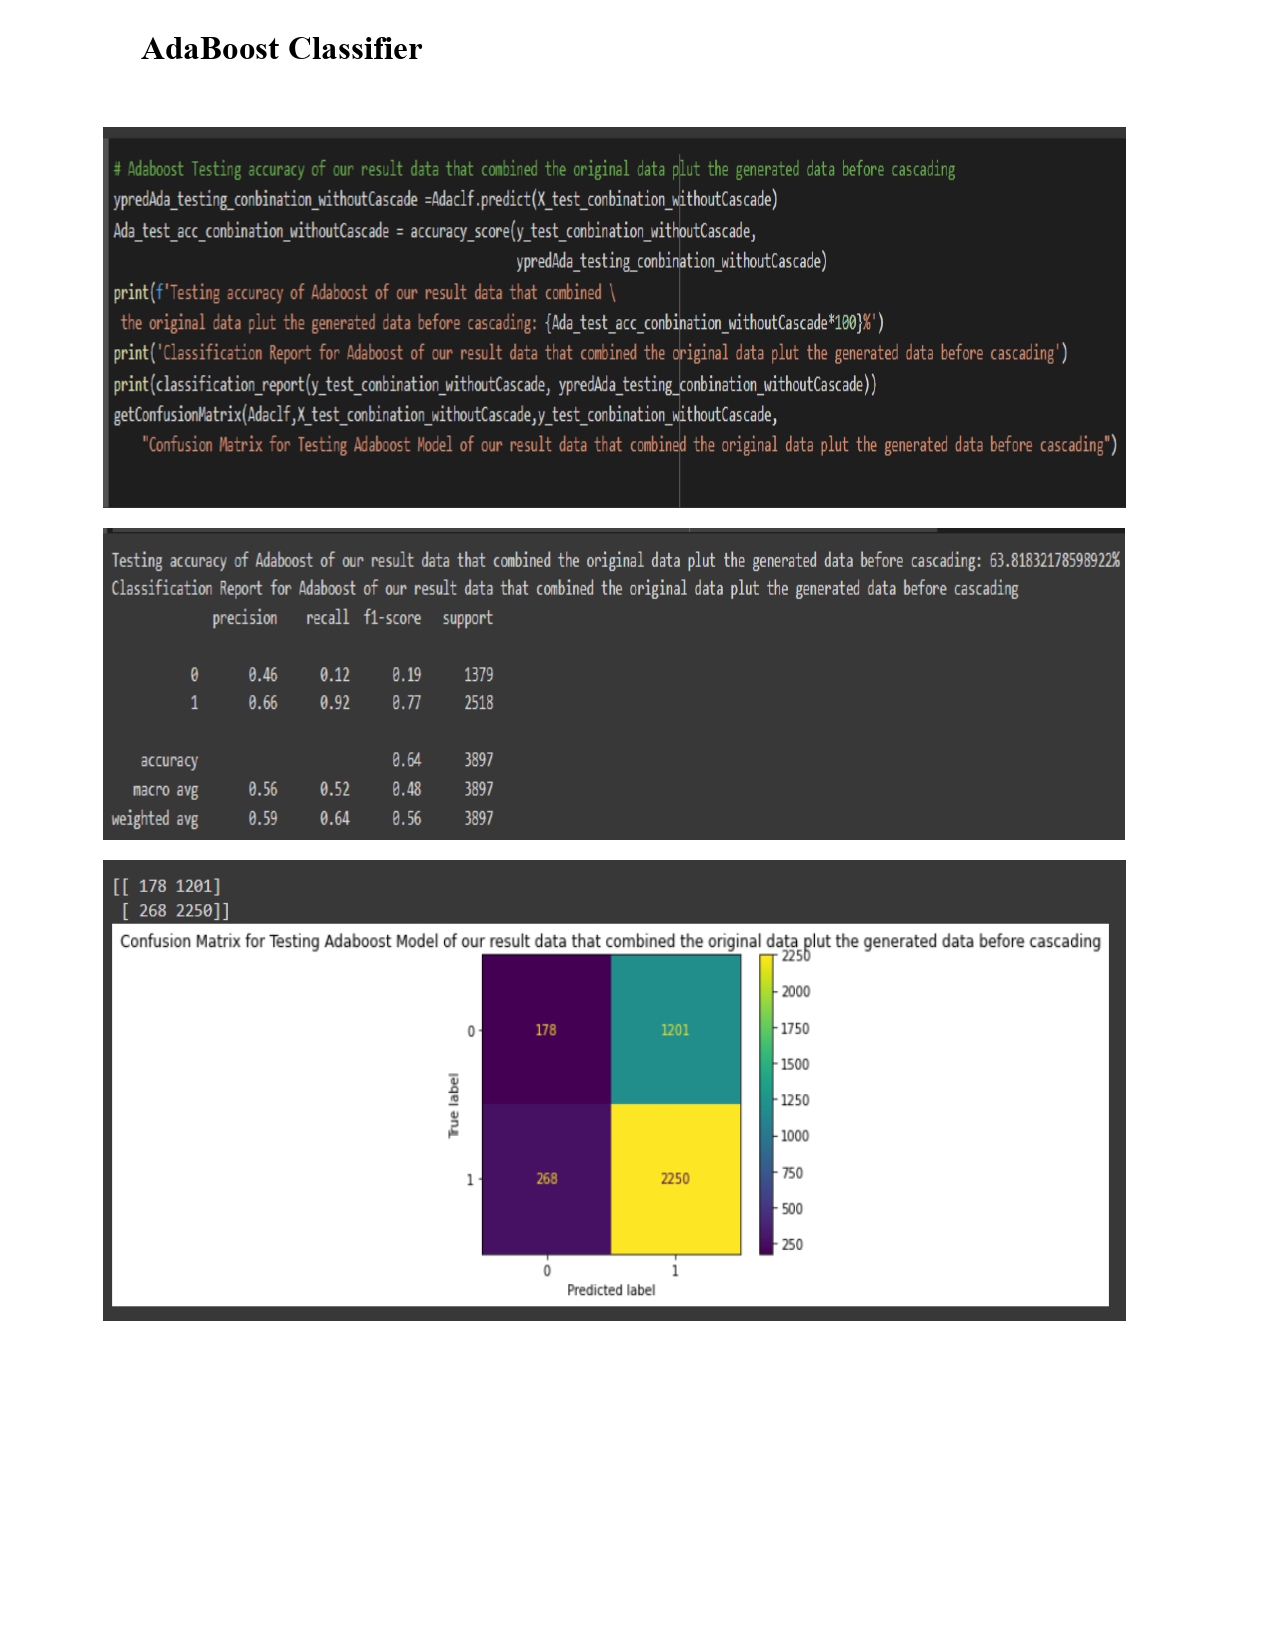 AdaBoost Classifier
# Adaboost Testing accuracy of our result data that combined the original data plut the generated data before cascading
ypredAda_testing_conbination_withoutCascade =Adaclf.predict(X_test_conbination_withoutCascade)
Ada_test_acc_conbination_withoutCascade = accuracy_score(y_test_conbination_withoutCascade,
ypredAda_testing_conbination_withoutCascade)
print(f'Testing accuracy of Adaboost of our result data that combined \
the original data plut the generated data before cascading: {Ada_test_acc_conbination_withoutCascade*100}%')
print('Classification Report for Adaboost of our result data that combined the original data plut the generated data before cascading')
print(classification_report(y_test_conbination_withoutCascade, ypredAda_testing_conbination_withoutCascade))
getConfusionMatrix(Adaclf,X_test_conbination_withoutCascade,y_test_conbination_withoutCascade,
"Confusion Matrix for Testing Adaboost Model of our result data that combined the original data plut the generated data before cascading")
Testing accuracy of Adaboost of our result data that combined the original data plut the generated data before cascading: 63.81832178598922%
Classification Report for Adaboost of our result data that combined the original data plut the generated data before cascading
precision recall f1-score support
0 0.46 0.12 0.19 1379
1 0.66 0.92 0.77 2518
accuracy 0.64 3897
macro avg 0.56 0.52 0.48 3897
weighted avg 0.59 0.64 0.56 3897
[[ 178 1201]
[ 268 2250]]
Confusion Matrix for Testing Adaboost Model of our result data that combined the original data plut the generated data before cascading
2250
2000
0 178 1201 1750
1500
True label
1250
1000
1 268 2250 750
500
250
0 1
Predicted label